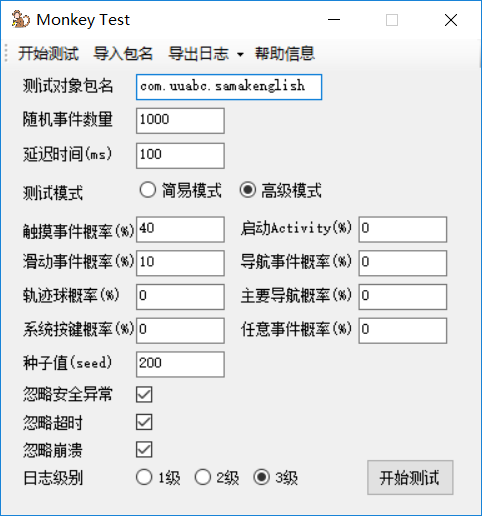 Monkey Test
开始测试 导入包名 导出日志 帮助信息
测试对象包名 com.uuabc.samakenglish
随机事件数量 1000
延迟时间(ms) 100
测试模式 简易模式 高级模式
触摸事件概率(%) 40 启动Activity(%) 0
滑动事件概率(%) 10 导航事件概率(%) 0
轨迹球概率(%) 0 主要导航概率(%) 0
系统按键概率(%) 0 任意事件概率(%) 0
种子值(seed) 200
忽略安全异常
忽略超时
忽略崩溃
日志级别 1级 2级 3级 开始测试